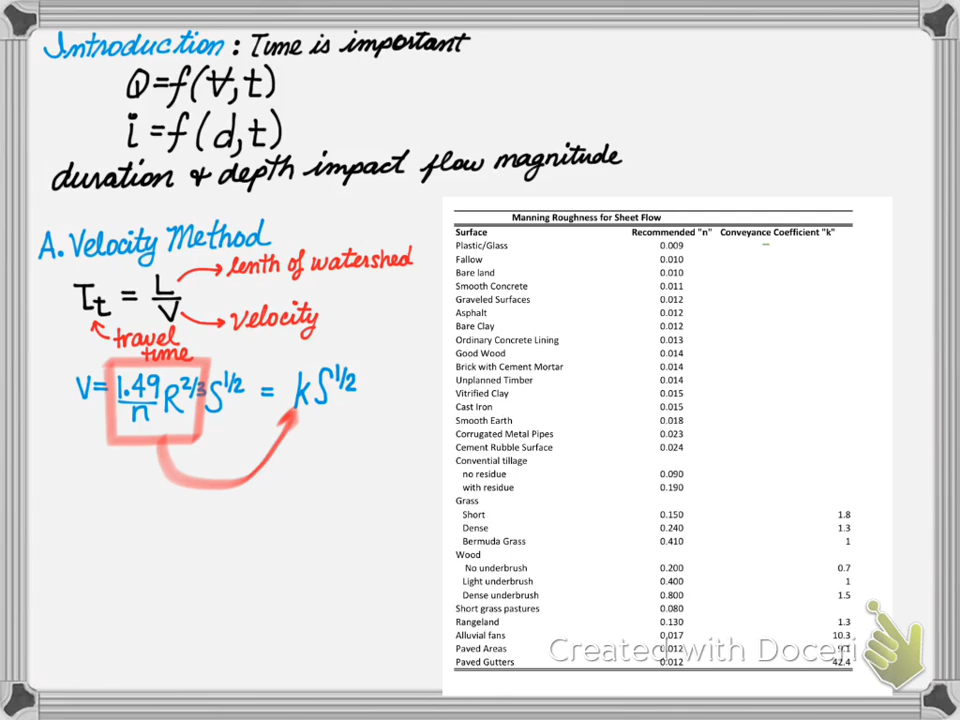 Introduction: Time is important
Q=f(V,t)
i=f(d,t)
duration & depth impact flow magnitude
A. Velocity Method
Tt = L/V
lenth of watershed
velocity
travel
time
V= 1.49/n R^2/3 S^1/2 = kS^1/2
Manning Roughness for Sheet Flow
Surface Recommended "n" Conveyance Coefficient "k"
Plastic/Glass 0.009
Fallow 0.010
Bare land 0.010
Smooth Concrete 0.011
Graveled Surfaces 0.012
Asphalt 0.012
Bare Clay 0.012
Ordinary Concrete Lining 0.013
Good Wood 0.014
Brick with Cement Mortar 0.014
Unplanned Timber 0.014
Vitrified Clay 0.015
Cast Iron 0.015
Smooth Earth 0.018
Corrugated Metal Pipes 0.023
Cement Rubble Surface 0.024
Convential tillage
no residue 0.090
with residue 0.190
Grass
Short 0.150 1.8
Dense 0.240 1.3
Bermuda Grass 0.410 1
Wood
No underbrush 0.200 0.7
Light underbrush 0.400 1
Dense underbrush 0.800 1.5
Short grass pastures 0.080
Rangeland 0.130 1.3
Alluvial fans 0.017 10.3
Paved Areas 0.012
Paved Gutters 0.012 42.4
Created with Doceri